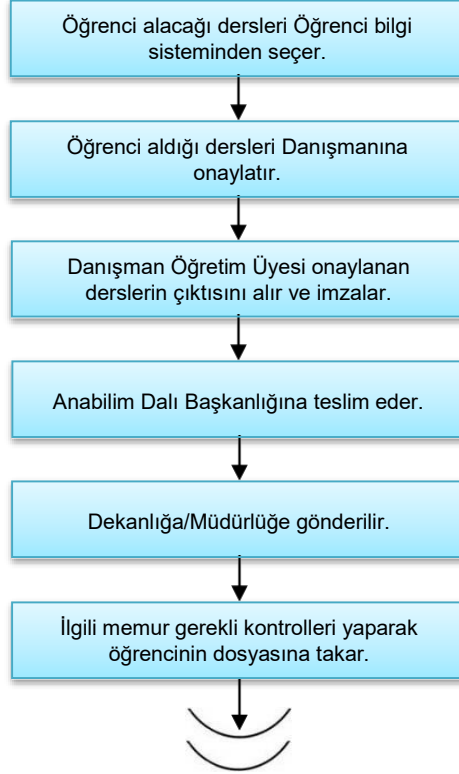 Öğrenci alacağı dersleri Öğrenci bilgi
sisteminden seçer.
Öğrenci aldığı dersleri Danışmanına
onaylatır.
Danışman Öğretim Üyesi onaylanan
derslerin çıktısını alır ve imzalar.
Anabilim Dalı Başkanlığına teslim eder.
Dekanlığa/Müdürlüğe gönderilir.
İlgili memur gerekli kontrolleri yaparak
öğrencinin dosyasına takar.